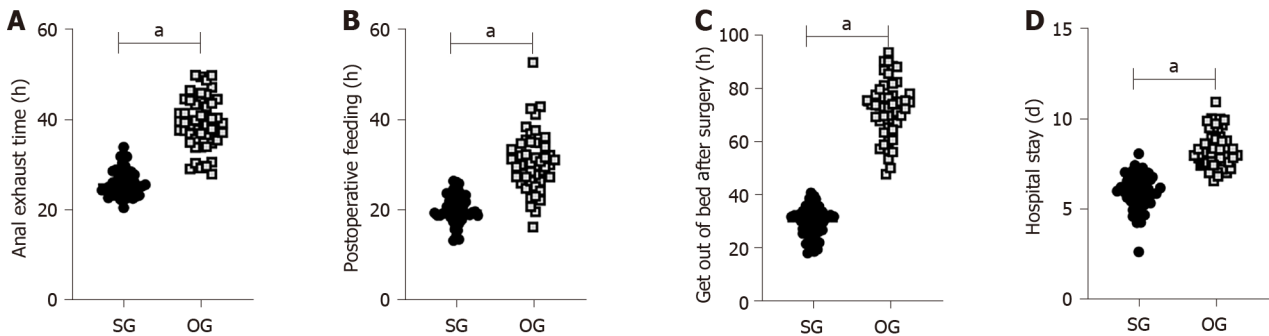 A
Anal exhaust time (h)
60
40
20
0
a
SG OG
B
Postoperative feeding (h)
60
40
20
0
a
SG OG
C
Get out of bed after surgery (h)
100
80
60
40
20
0
a
SG OG
D
Hospital stay (d)
15
10
5
0
a
SG OG